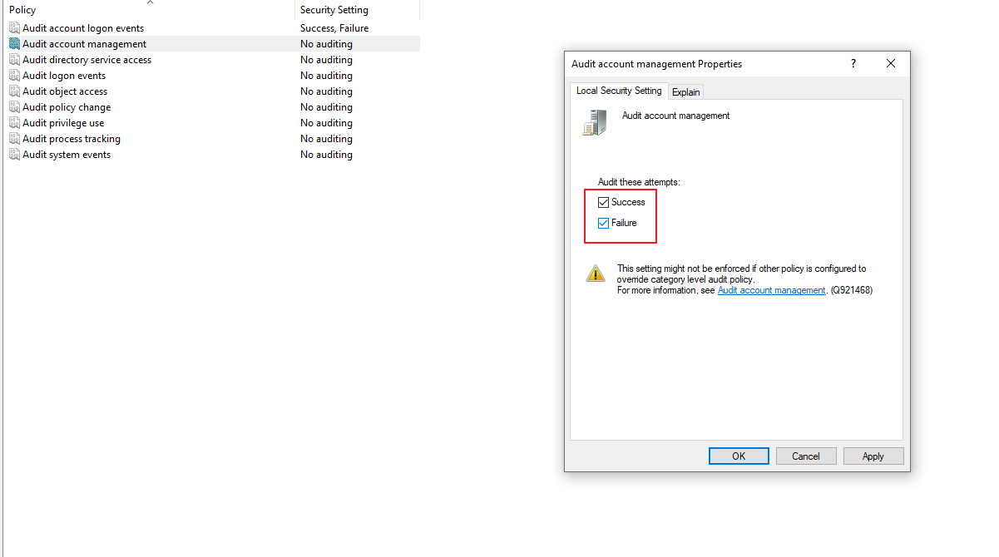 Policy Security Setting
Audit account logon events Success, Failure
Audit account management No auditing
Audit directory service access No auditing
Audit logon events No auditing
Audit object access No auditing
Audit policy change No auditing
Audit privilege use No auditing
Audit process tracking No auditing
Audit system events No auditing
Audit account management Properties ?
Local Security Setting Explain
Audit account management
Audit these attempts:
Success
Failure
This setting might not be enforced if other policy is configured to
override category level audit policy.
For more information, see Audit account management. (Q921468)
OK Cancel Apply